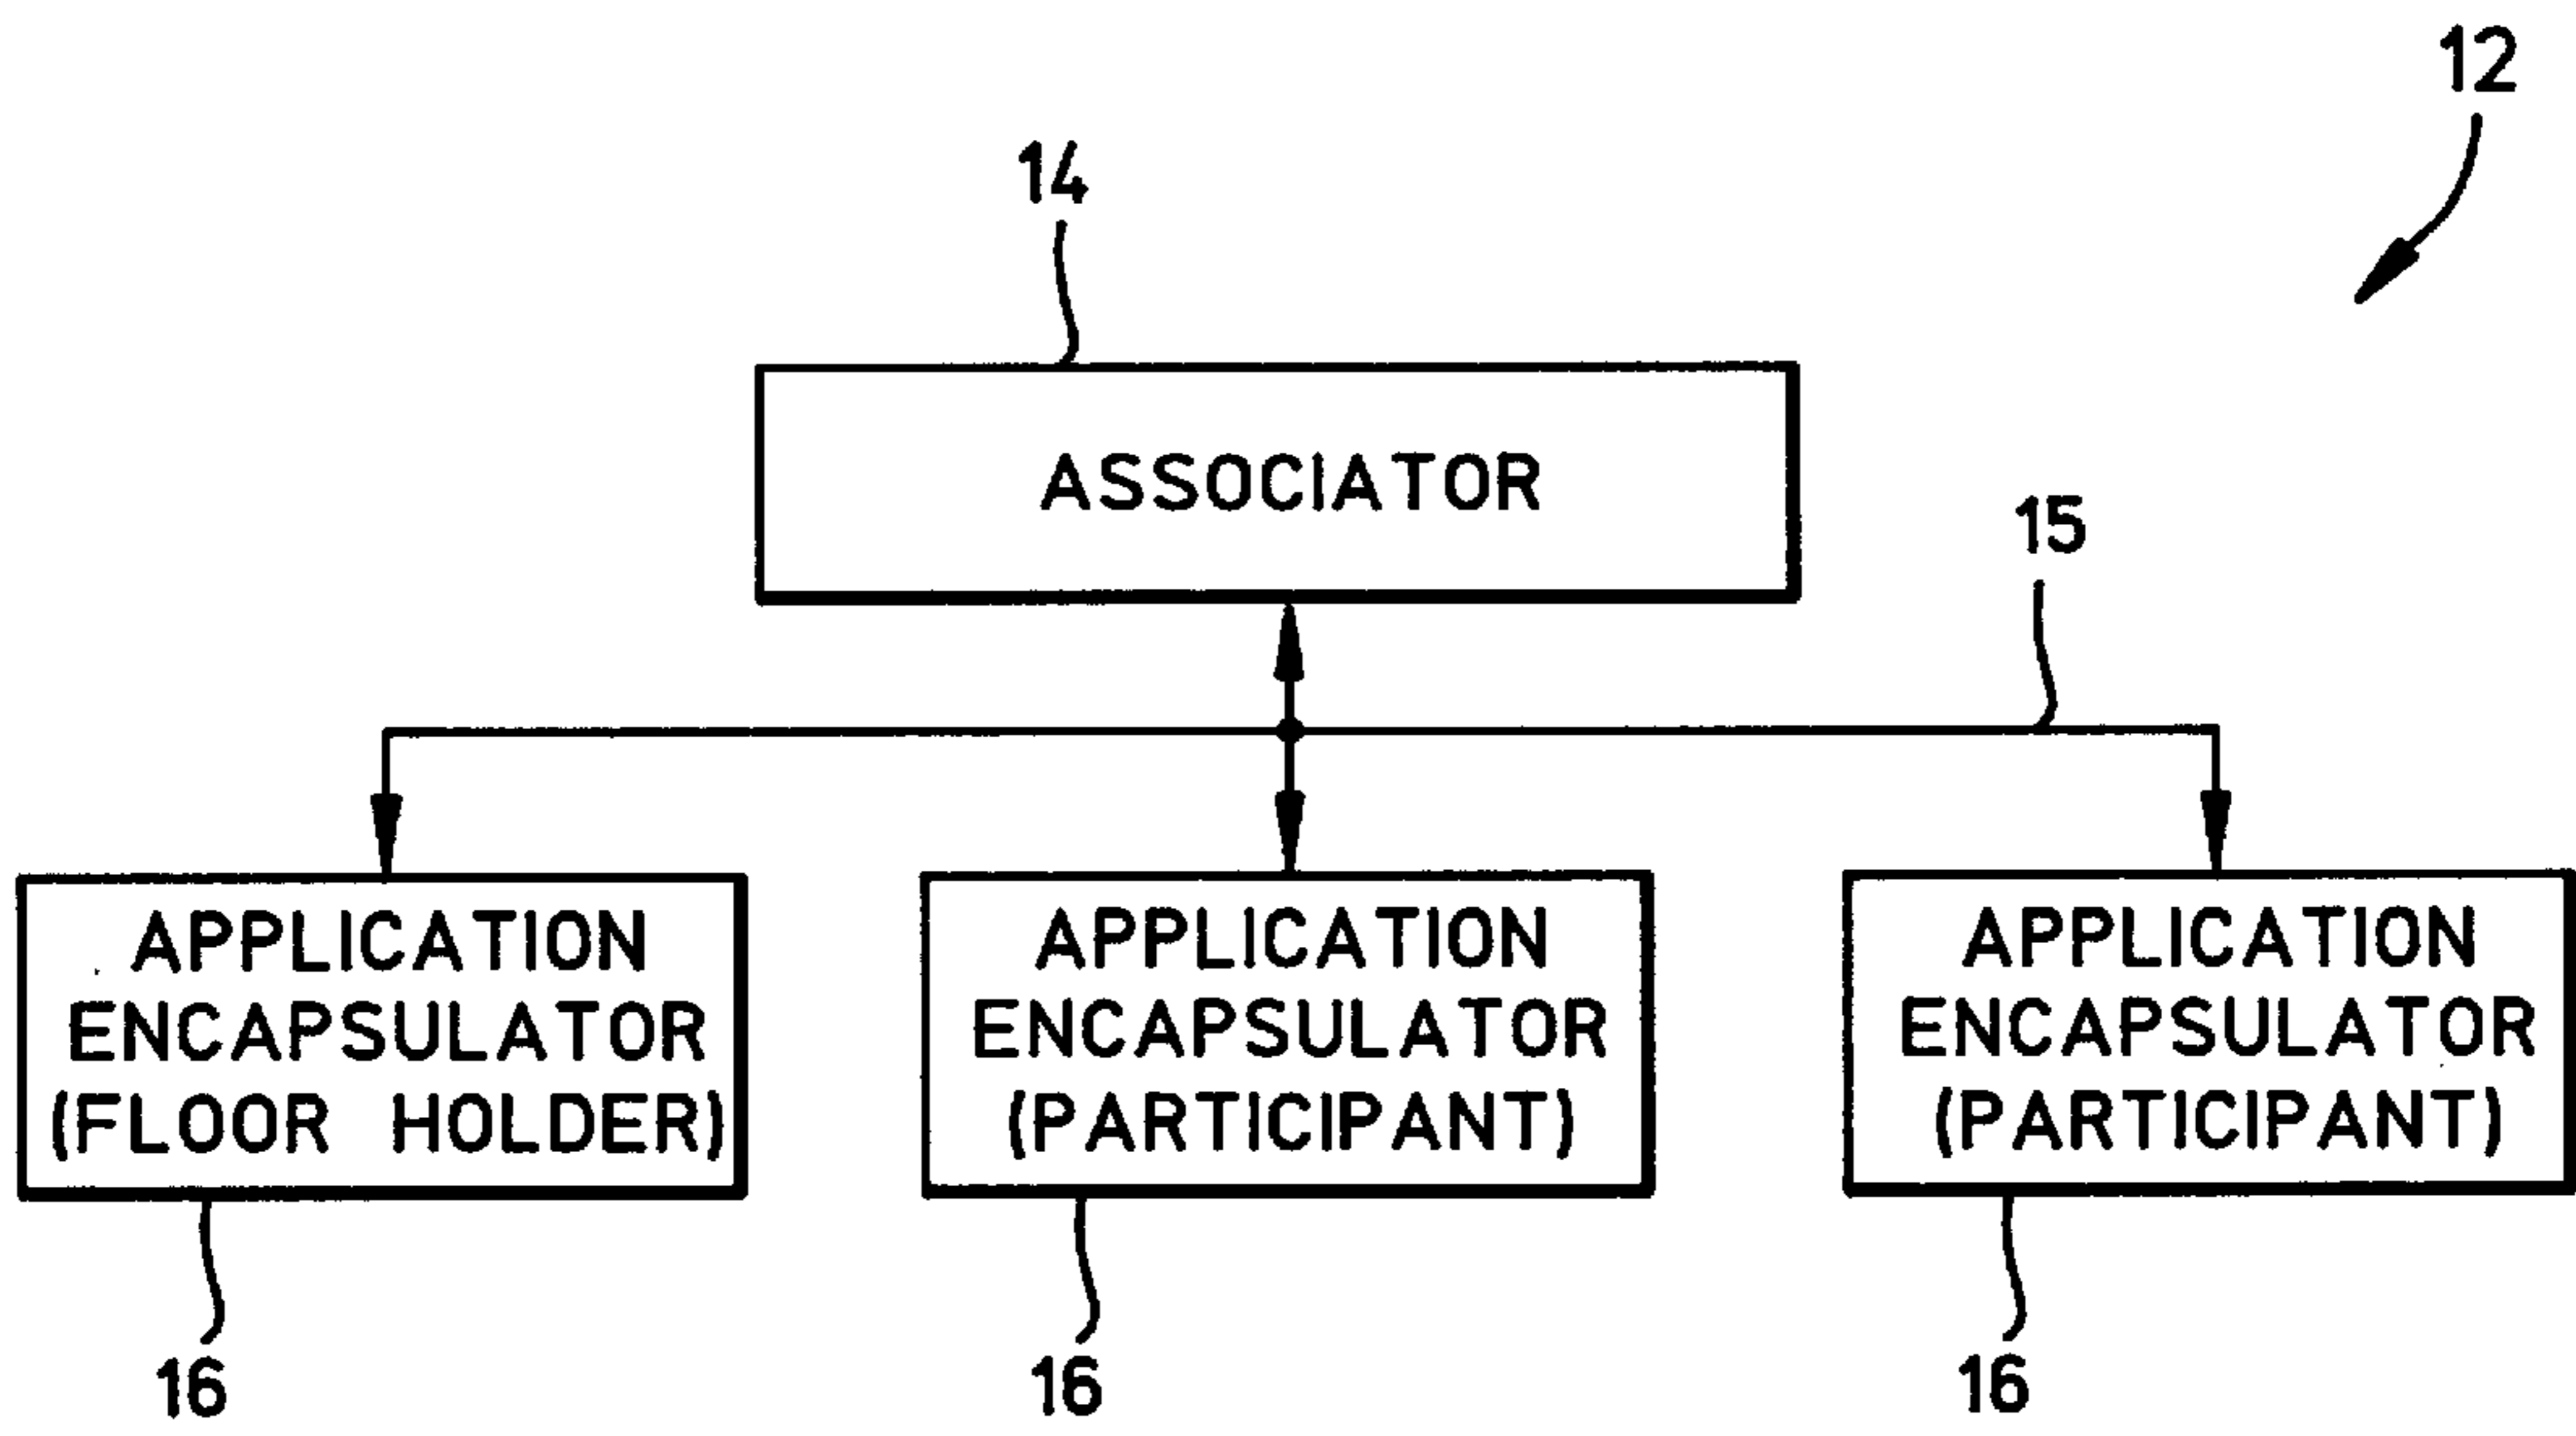 12
14
ASSOCIATOR
15
APPLICATION
ENCAPSULATOR
(FLOOR HOLDER)
APPLICATION
ENCAPSULATOR
(PARTICIPANT)
APPLICATION
ENCAPSULATOR
(PARTICIPANT)
16
16
16